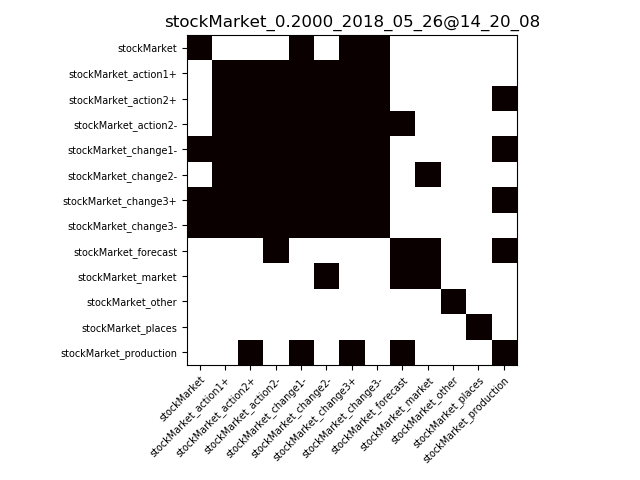 stockMarket_0.2000_2018_05_26@14_20_08
stockMarket
stockMarket_action1+
stockMarket_action2+
stockMarket_action2-
stockMarket_change1-
stockMarket_change2-
stockMarket_change3+
stockMarket_change3-
stockMarket_forecast
stockMarket_market
stockMarket_other
stockMarket_places
stockMarket_production
stockMarket
stockMarket_action1+
stockMarket_action2+
stockMarket_action2-
stockMarket_change1-
stockMarket_change2-
stockMarket_change3+
stockMarket_change3-
stockMarket_forecast
stockMarket_market
stockMarket_other
stockMarket_places
stockMarket_production